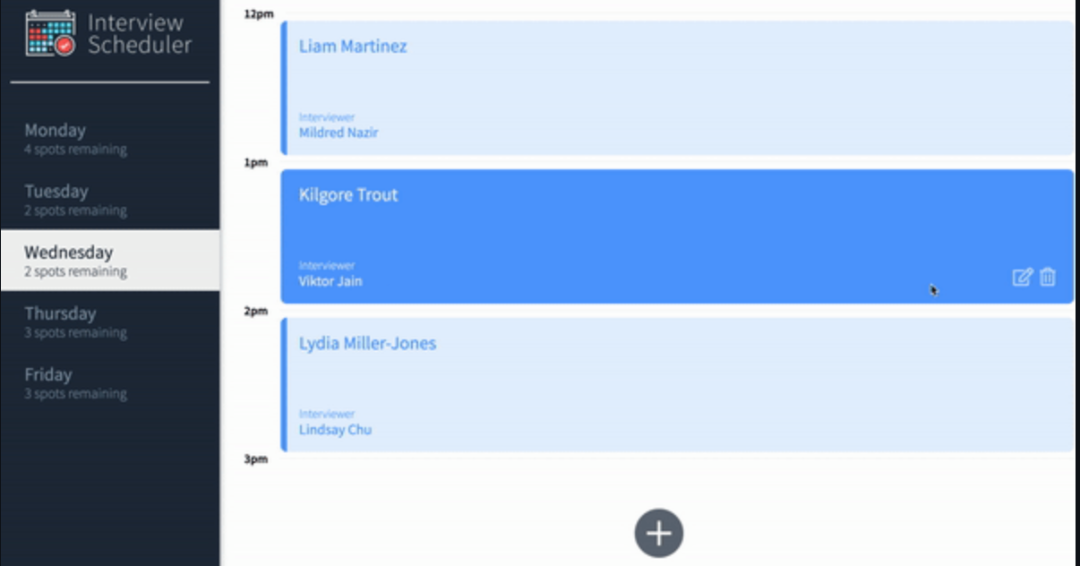 Interview
Scheduler
Monday
4 spots remaining
Tuesday
2 spots remaining
Wednesday
2 spots remaining
Thursday
3 spots remaining
Friday
3 spots remaining
12pm
Liam Martinez
Interviewer
Mildred Nazir
1pm
Kilgore Trout
Interviewer
Viktor Jain
2pm
Lydia Miller-Jones
Interviewer
Lindsay Chu
3pm